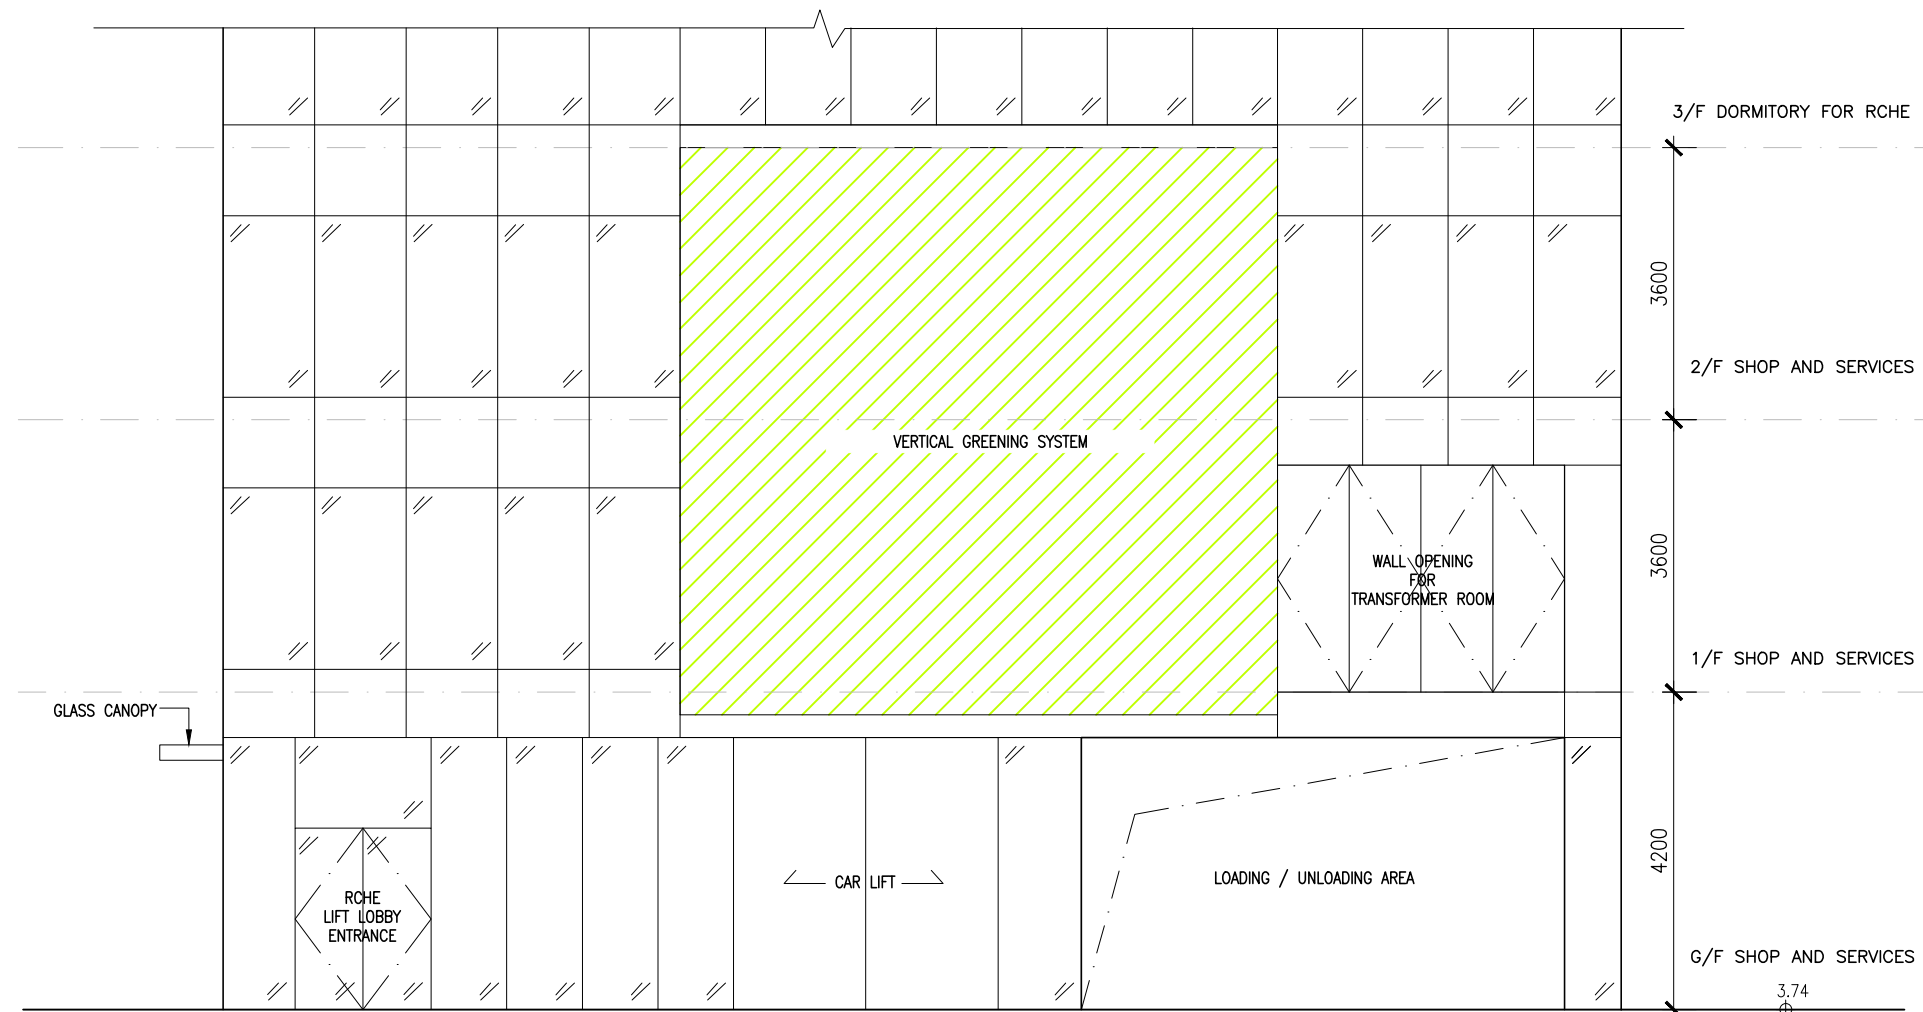 3/F DORMITORY FOR RCHE
3600
2/F SHOP AND SERVICES
VERTICAL GREENING SYSTEM
3600
WALL OPENING
FOR
TRANSFORMER ROOM
1/F SHOP AND SERVICES
GLASS CANOPY
4200
CAR LIFT
LOADING / UNLOADING AREA
RCHE
LIFT LOBBY
ENTRANCE
G/F SHOP AND SERVICES
3.74